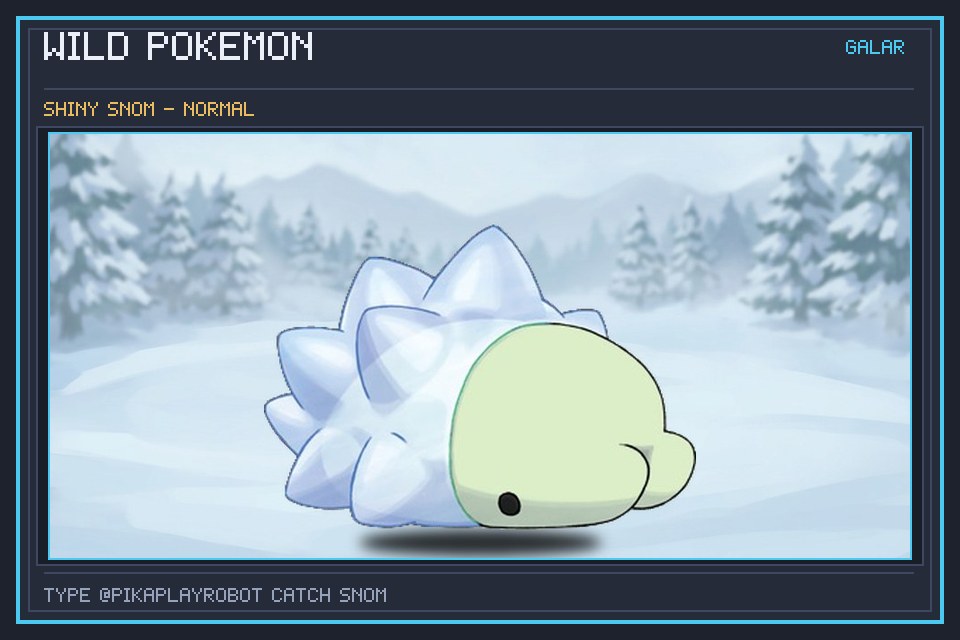 WILD POKEMON
GALAR
SHINY SNOM - NORMAL
TYPE @PIKAPLAYROBOT CATCH SNOM